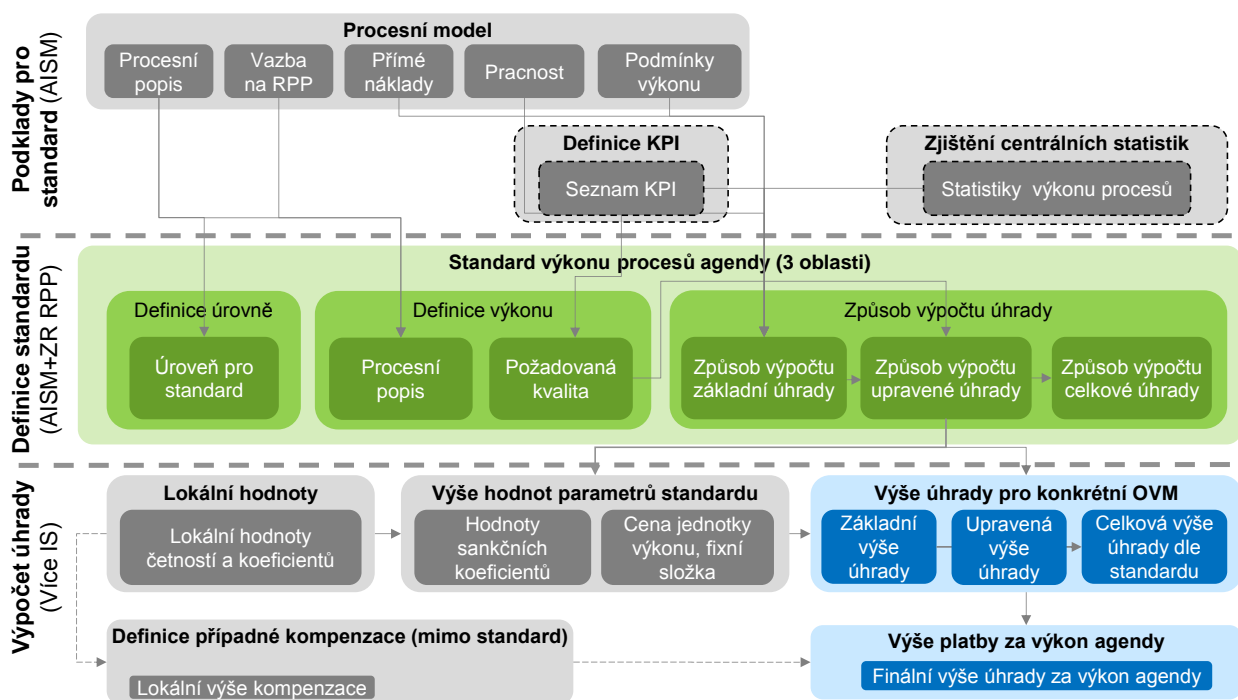 Podklady pro
standard (AISM)
Procesní model
Procesní
popis
Vazba
na RPP
Přímé
náklady
Pracnost
Podmínky
výkonu
Definice KPI
Seznam KPI
Zjištění centrálních statistik
Statistiky výkonu procesů
Definice standardu
(AISM+ZR RPP)
Standard výkonu procesů agendy (3 oblasti)
Definice úrovně
Úroveň pro
standard
Definice výkonu
Procesní
popis
Požadovaná
kvalita
Způsob výpočtu úhrady
Způsob výpočtu
základní úhrady
Způsob výpočtu
upravené úhrady
Způsob výpočtu
celkové úhrady
Výpočet úhrady
(Více IS)
Lokální hodnoty
Lokální hodnoty
četností a koeficientů
Výše hodnot parametrů standardu
Hodnoty
sankčních
koeficientů
Cena jednotky
výkonu, fixní
složka
Výše úhrady pro konkrétní OVM
Základní
výše
úhrady
Upravená
výše
úhrady
Celková výše
úhrady dle
standardu
Definice případné kompenzace (mimo standard)
Lokální výše kompenzace
Výše platby za výkon agendy
Finální výše úhrady za výkon agendy